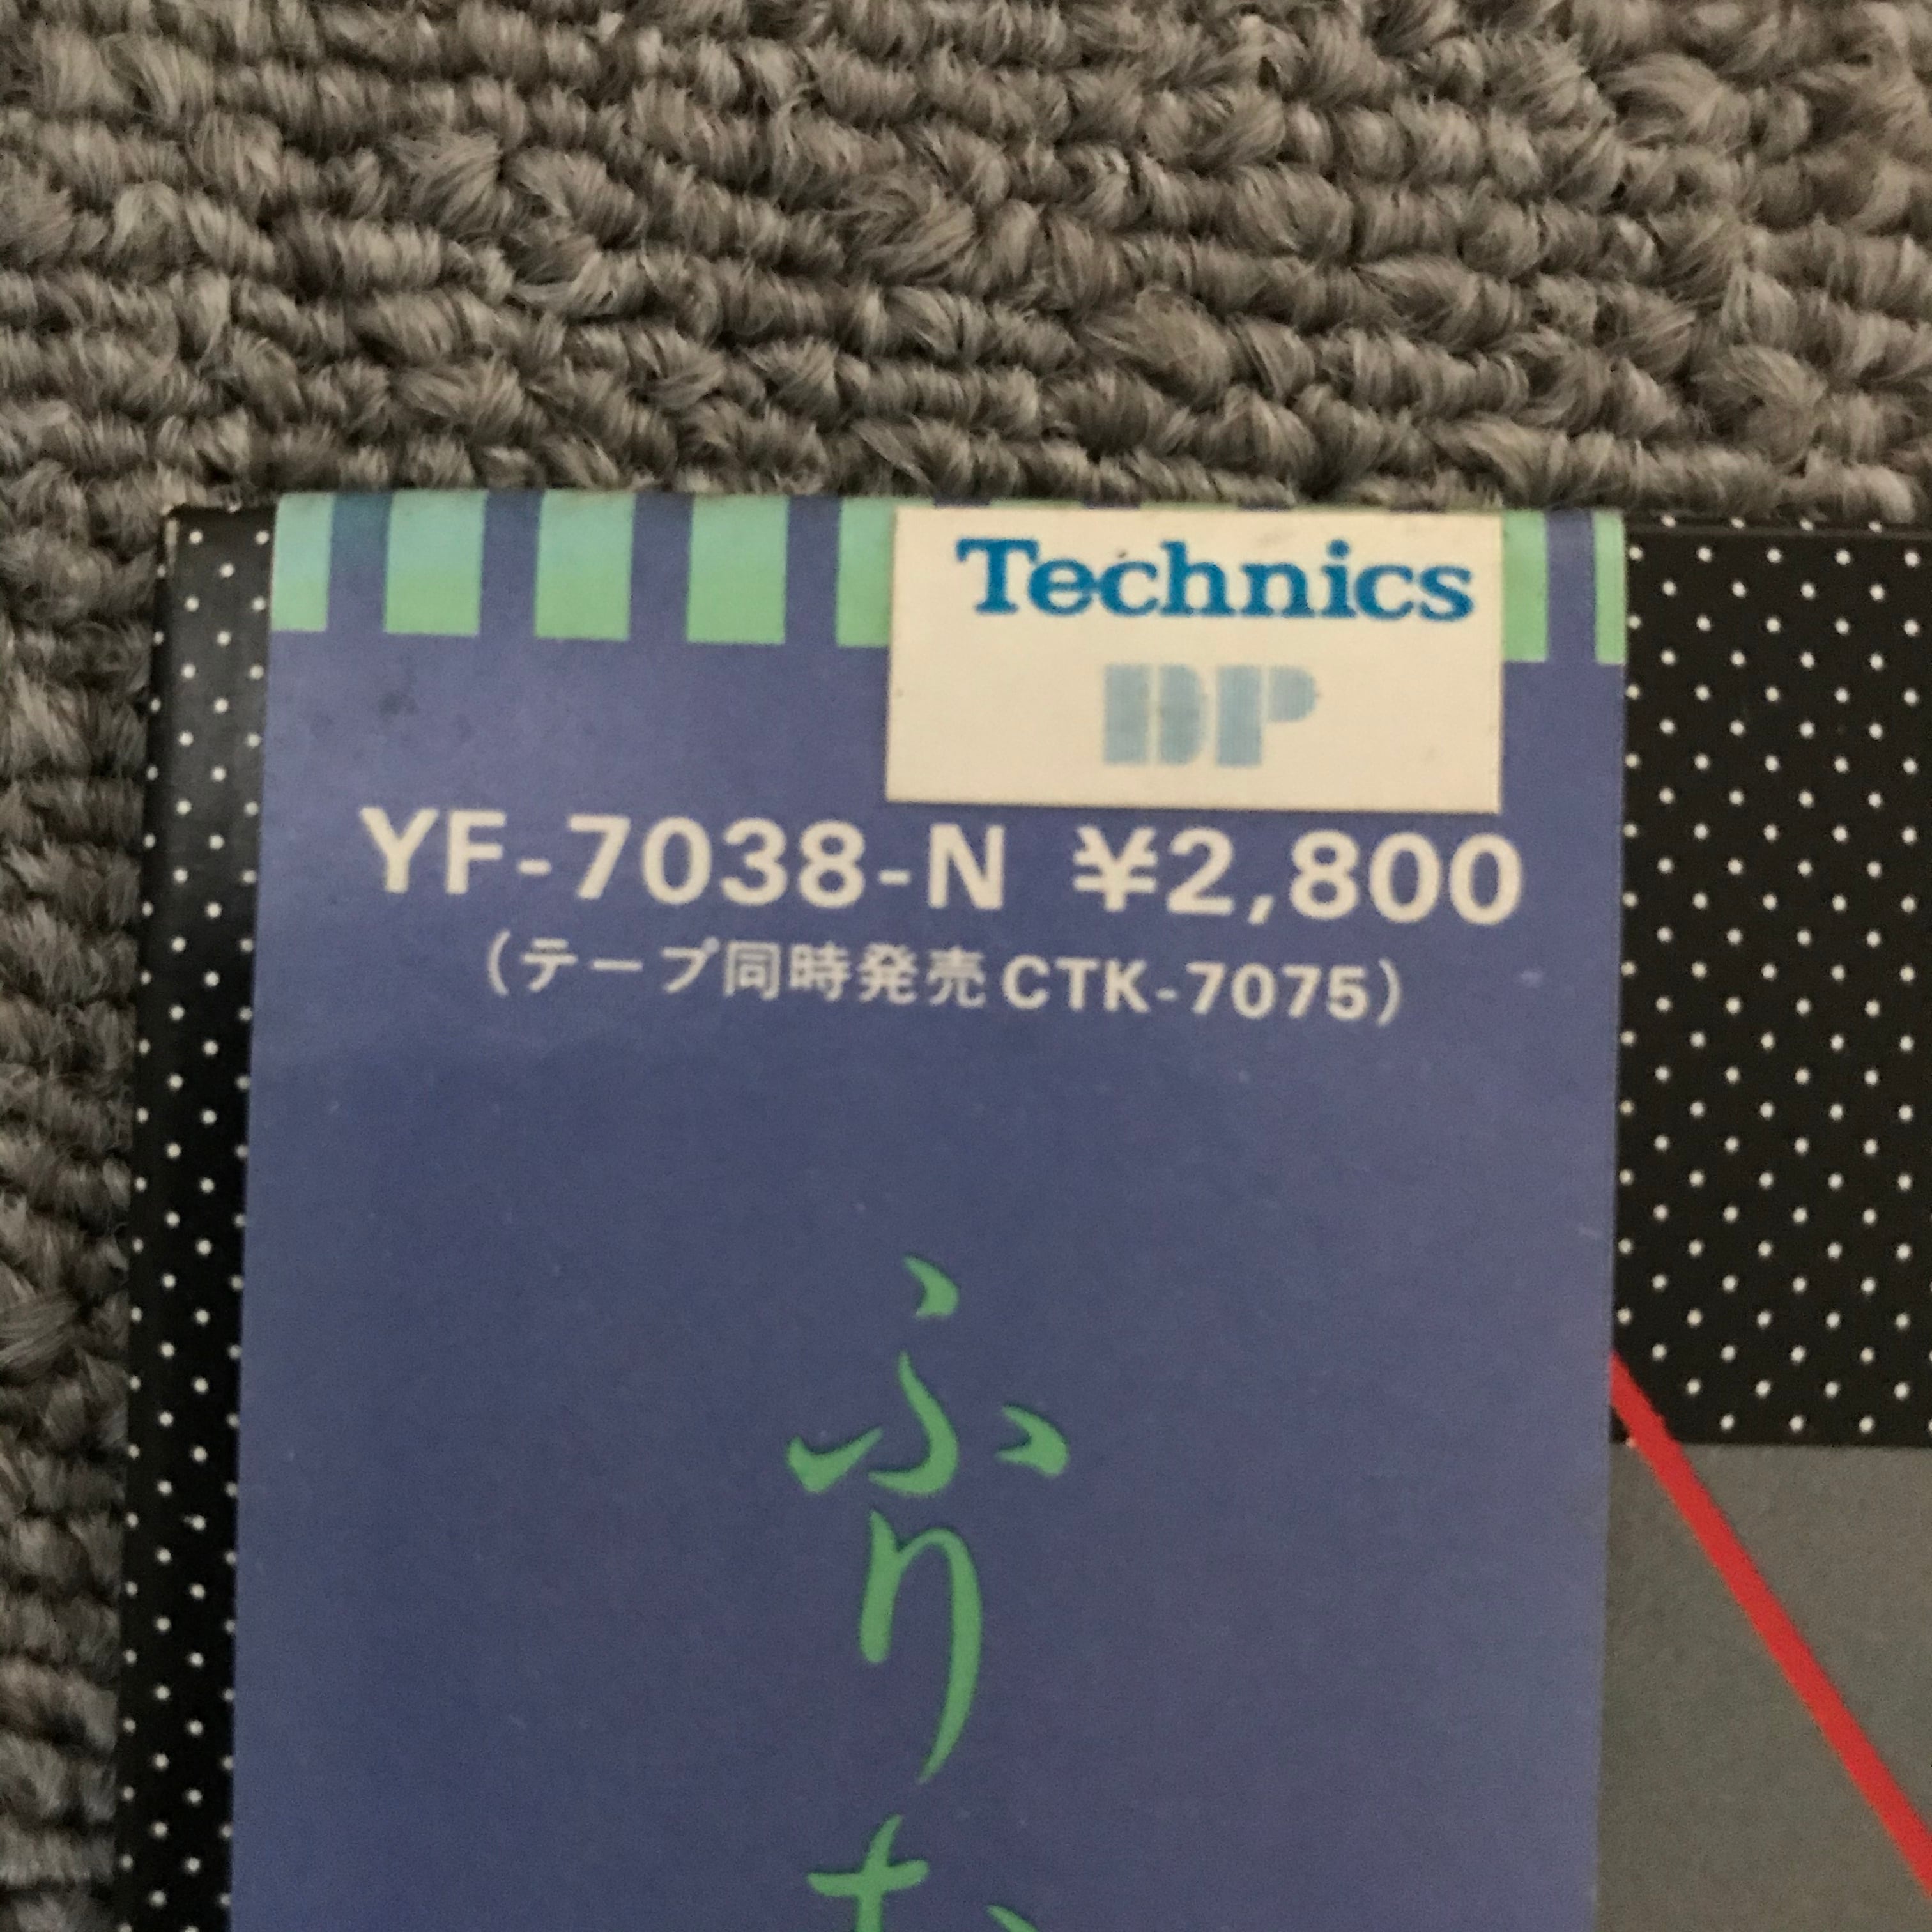 Technics
DP
YF-7038-N ¥2,800
(テープ同時発売CTK-7075)
ふり